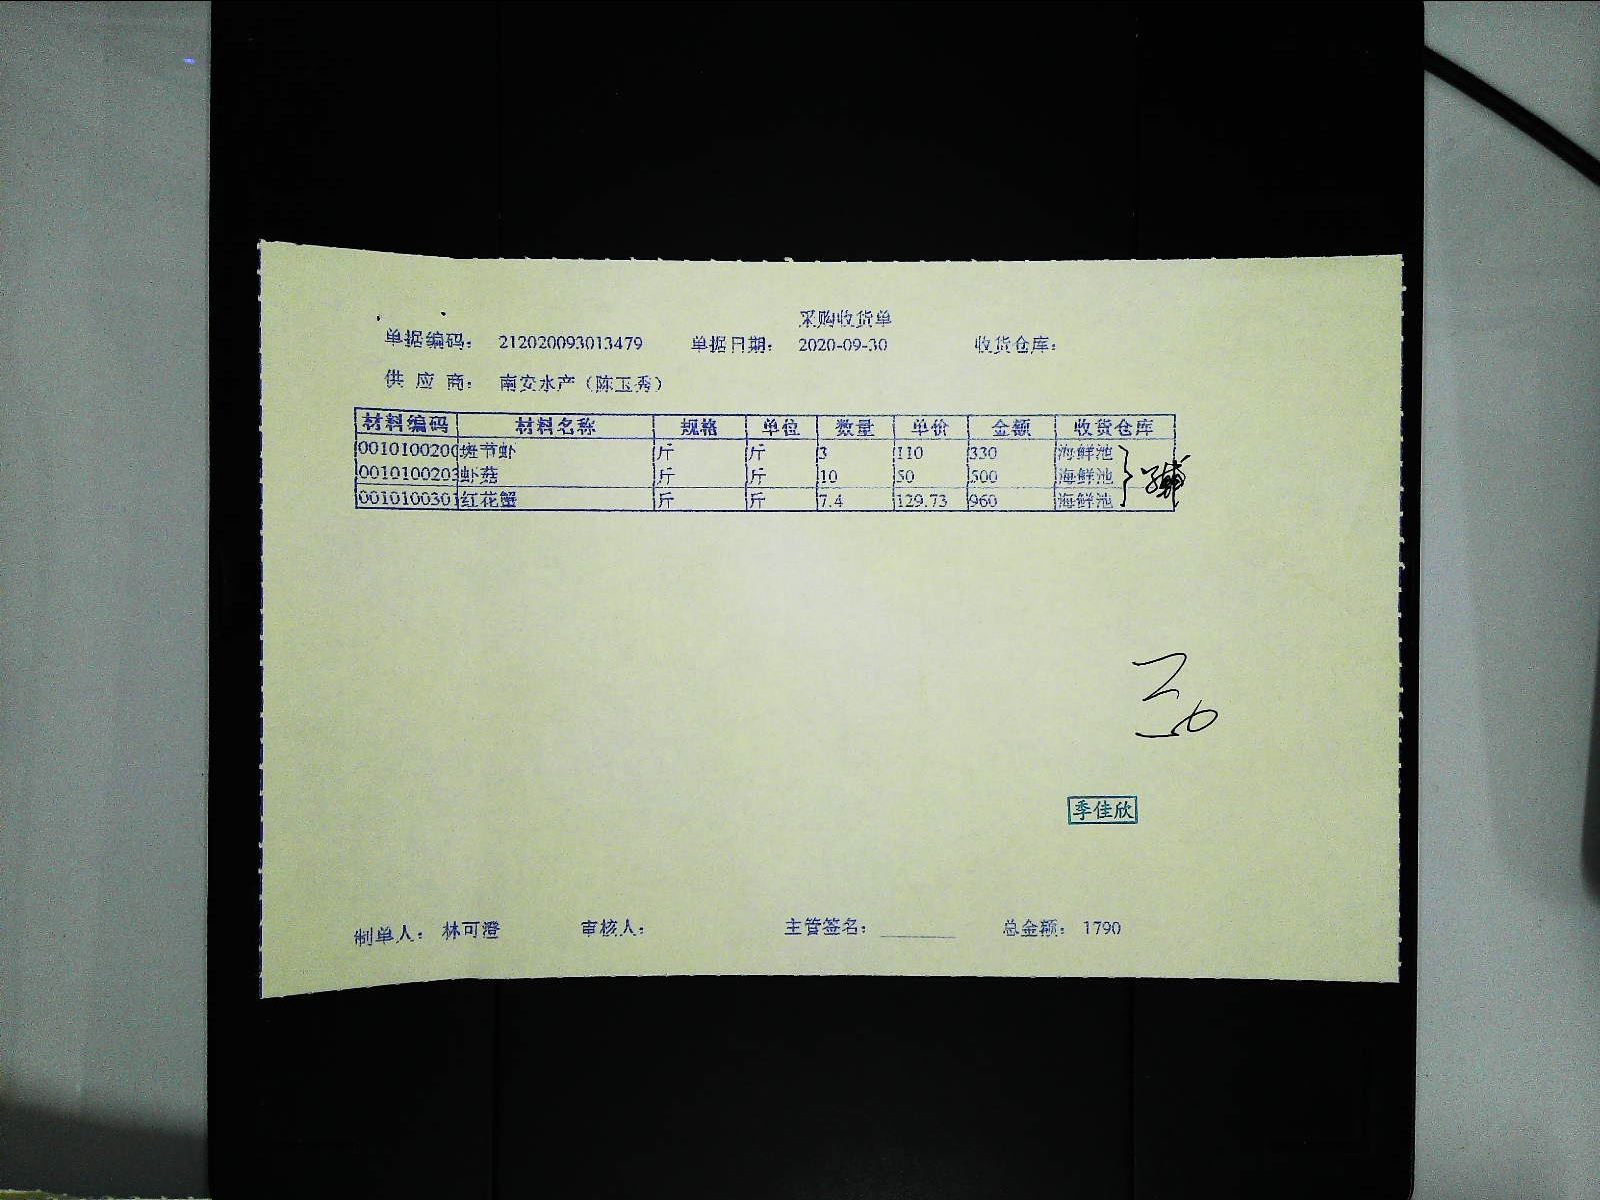 采购收货单
单据编码： 212020093013479 单据日期： 2020-09-30 收货仓库：
供 应 商： 南安水产（陈玉秀）
材料编码 材料名称 规格 单位 数量 单价 金额 收货仓库
0010100200 斑节虾 斤 斤 3 110 330 海鲜池
0010100203 虾菇 斤 斤 10 50 500 海鲜池
0010100301 红花蟹 斤 斤 7.4 129.73 960 海鲜池
季佳欣
制单人： 林可澄 审核人： 主管签名： 总金额： 1790